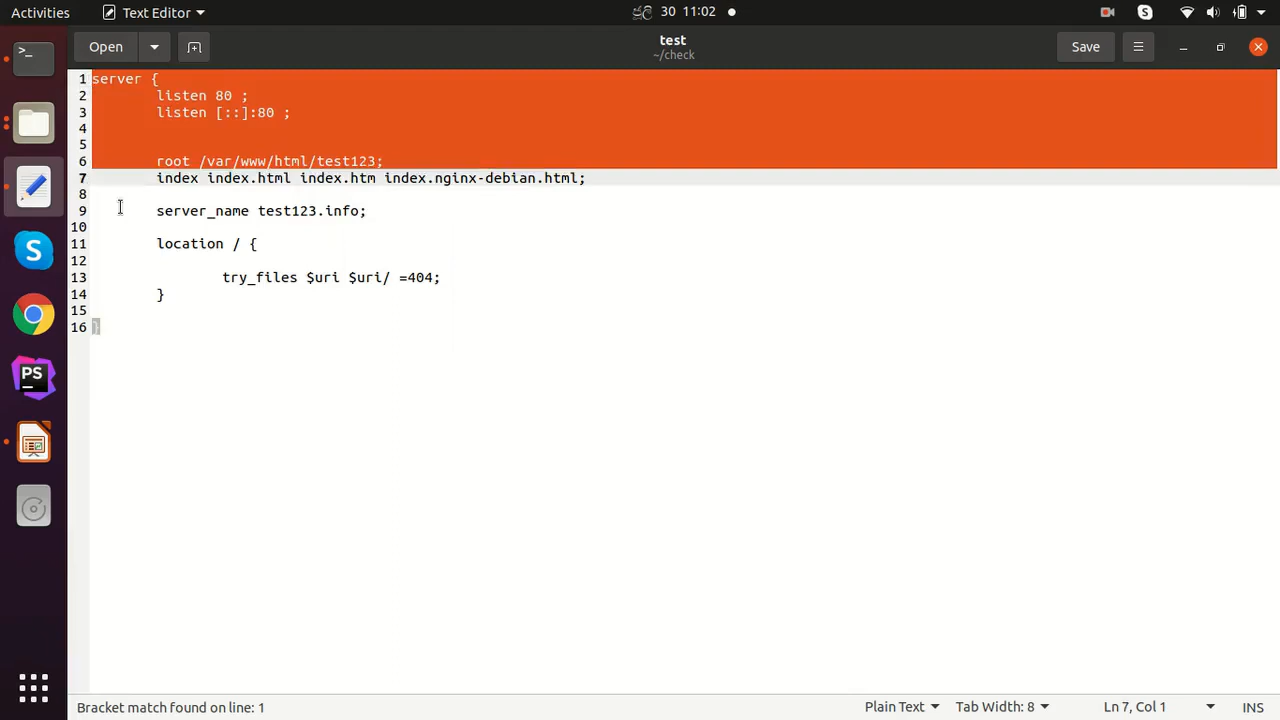 Activities
Text Editor
30 11:02
Open
test
~/check
Save
1 server {
2 listen 80 ;
3 listen [::]:80 ;
4
5
6 root /var/www/html/test123;
7 index index.html index.htm index.nginx-debian.html;
8
9 server_name test123.info;
10
11 location / {
12
13 try_files $uri $uri/ =404;
14 }
15
16 }
PS
Bracket match found on line: 1
Plain Text
Tab Width: 8
Ln 7, Col 1
INS